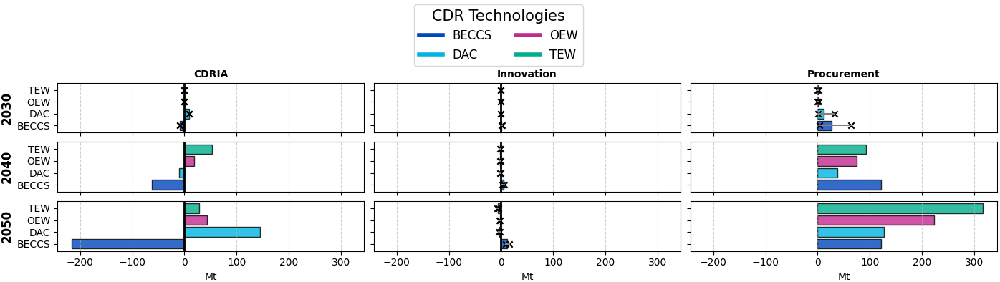 CDR Technologies
BECCS OEW
DAC TEW
CDRIA Innovation Procurement
2030
TEW
OEW
DAC
BECCS
2040
TEW
OEW
DAC
BECCS
2050
TEW
OEW
DAC
BECCS
−200 −100 0 100 200 300 −200 −100 0 100 200 300 −200 −100 0 100 200 300
Mt Mt Mt